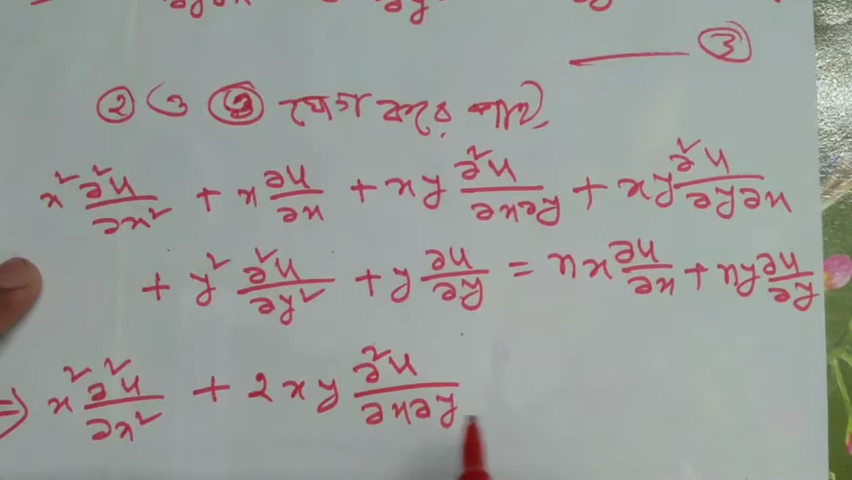 ③
② ও ③ যোগ করে পাই,
x² ∂²u/∂x² + x ∂u/∂x + xy ∂²u/∂x∂y + xy ∂²u/∂y∂x
+ y² ∂²u/∂y² + y ∂u/∂y = nx ∂u/∂x + ny ∂u/∂y
⇒ x² ∂²u/∂x² + 2xy ∂²u/∂x∂y